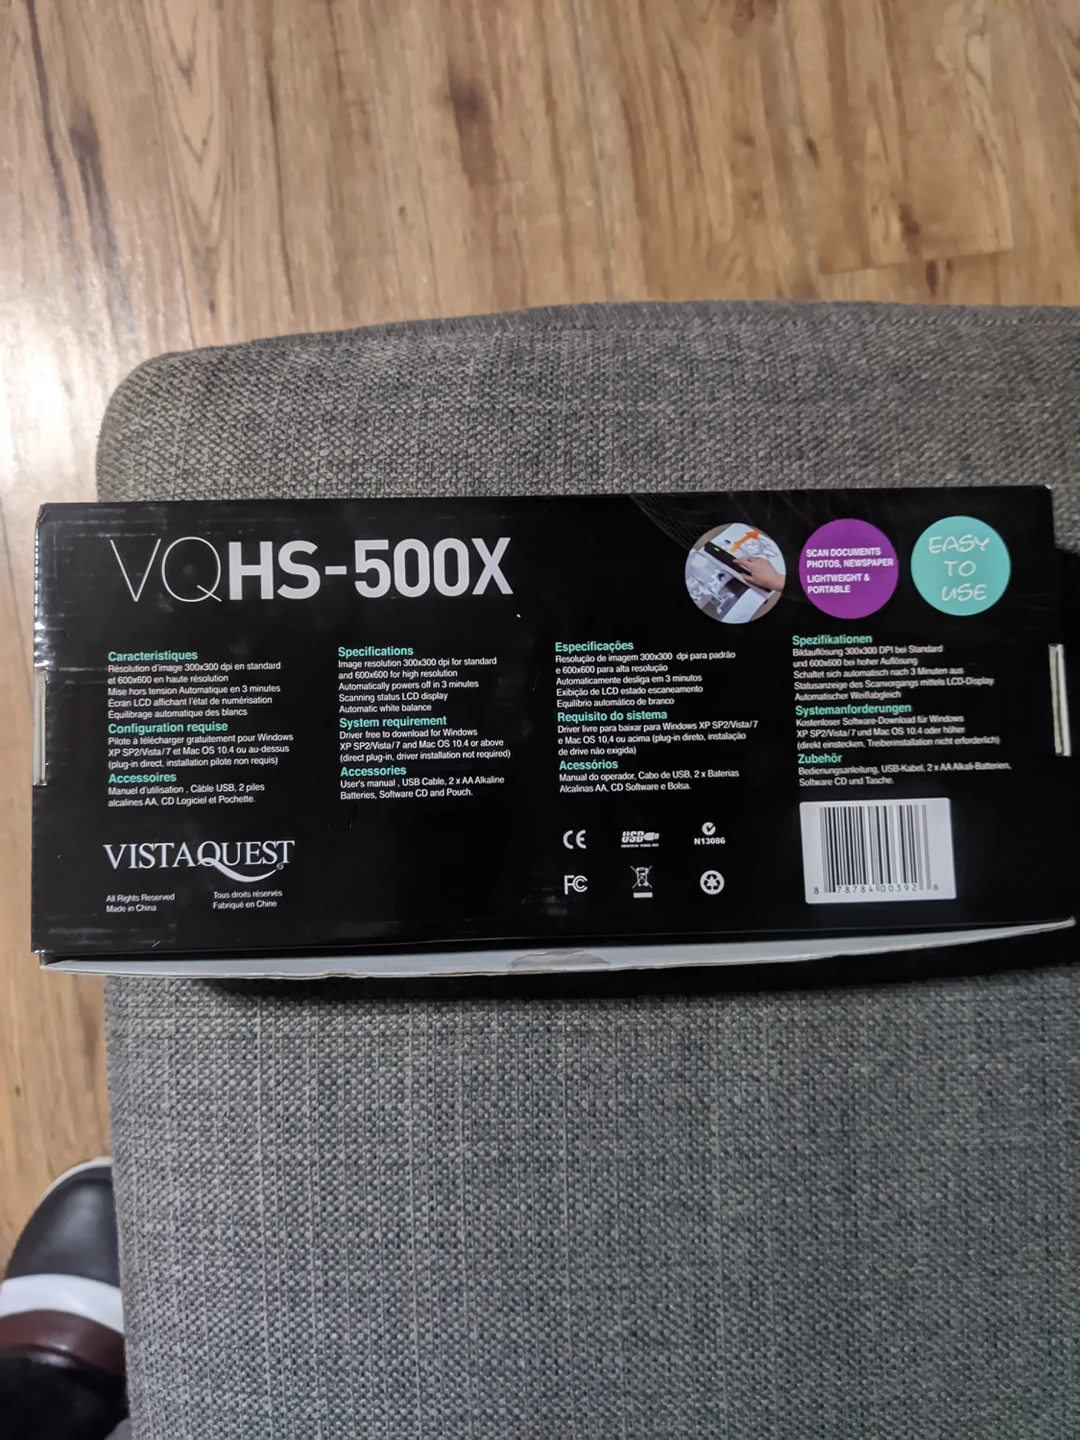 VQHS-500X
SCAN DOCUMENTS
PHOTOS, NEWSPAPER
LIGHTWEIGHT &
PORTABLE
EASY
TO
USE
Caractéristiques
Résolution d'image 300x300 dpi en standard
et 600x600 en haute résolution
Mise hors tension Automatique en 3 minutes
Écran LCD affichant l'état de numérisation
Équilibrage automatique des blancs
Configuration requise
Pilote à télécharger gratuitement pour Windows
XP SP2/Vista/7 et Mac OS 10.4 ou au-dessus
(plug-in direct, installation pilote non requis)
Accessoires
Manuel d'utilisation , Câble USB, 2 piles
alcalines AA, CD Logiciel et Pochette.
Specifications
Image resolution 300x300 dpi for standard
and 600x600 for high resolution
Automatically powers off in 3 minutes
Scanning status LCD display
Automatic white balance
System requirement
Driver free to download for Windows
XP SP2/Vista/7 and Mac OS 10.4 or above
(direct plug-in, driver installation not required)
Accessories
User's manual , USB Cable, 2 x AA Alkaline
Batteries, Software CD and Pouch.
Especificações
Resolução de imagem 300x300 dpi para padrão
e 600x600 para alta resolução
Automaticamente desliga em 3 minutos
Exibição de LCD estado escaneamento
Equilíbrio automático de branco
Requisito do sistema
Driver livre para baixar para Windows XP SP2/Vista/7
e Mac OS 10.4 ou acima (plug-in direto, instalação
de drive não exigida)
Acessórios
Manual do operador, Cabo de USB, 2 x Baterias
Alcalinas AA, CD Software e Bolsa.
Spezifikationen
Bildauflösung 300x300 DPI bei Standard
und 600x600 bei hoher Auflösung
Schaltet sich automatisch nach 3 Minuten aus
Statusanzeige des Scanvorgangs mittels LCD-Display
Automatischer Weißabgleich
Systemanforderungen
Kostenloser Software-Download für Windows
XP SP2/Vista/7 und Mac OS 10.4 oder höher
(direkt einstecken, Treiberinstallation nicht erforderlich)
Zubehör
Bedienungsanleitung, USB-Kabel, 2 x AA Alkali-Batterien,
Software CD und Tasche.
VISTAQUEST
All Rights Reserved
Made in China
Tous droits réservés
Fabriqué en Chine
CE
USB
N13086
FC
8 78784 00392 6